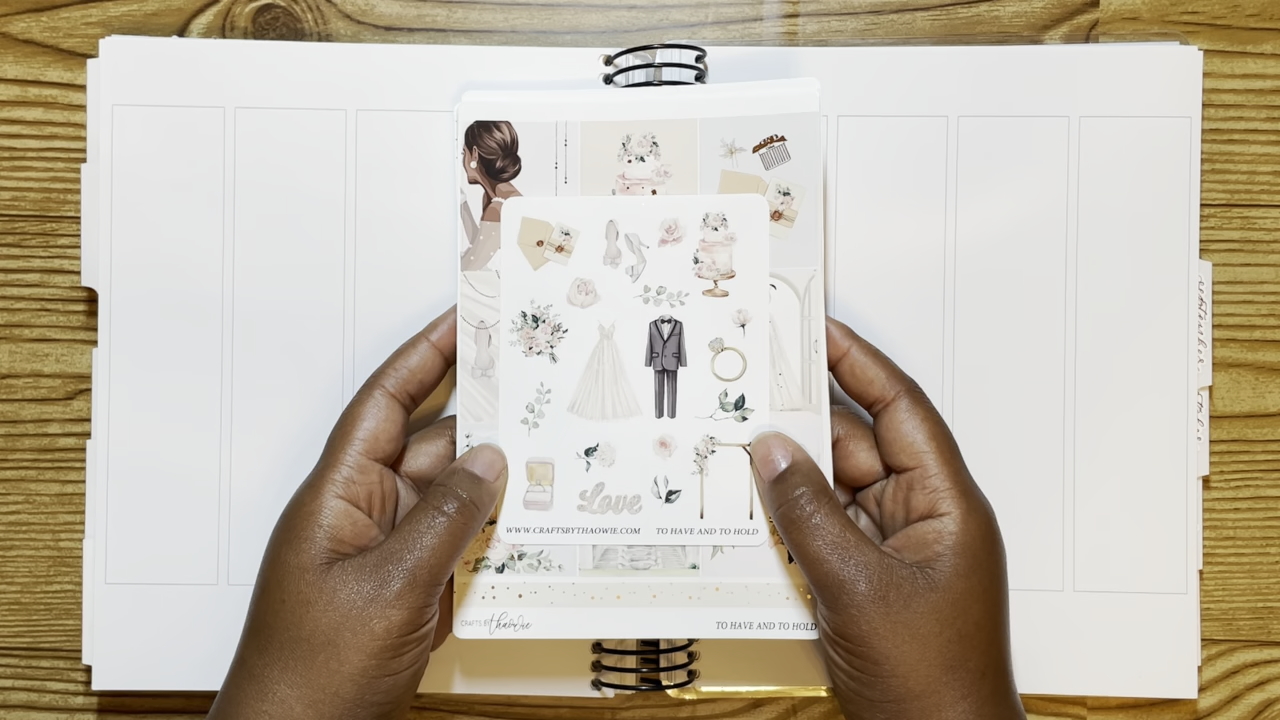 Love
WWW.CRAFTSBYTHAOWIE.COM TO HAVE AND TO HOLD
CRAFTS BY thaowie TO HAVE AND TO HOLD